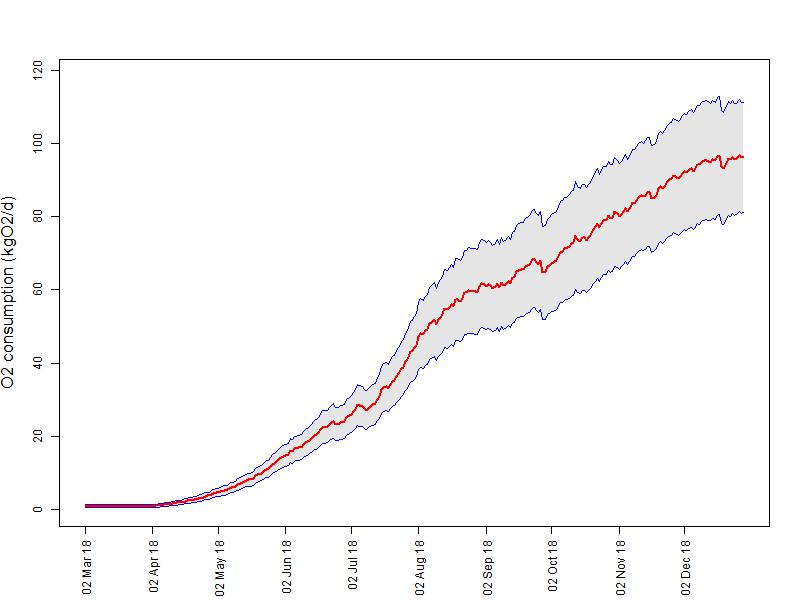 O2 consumption (kgO2/d)
120
100
80
60
40
20
0
02 Mar 18
02 Apr 18
02 May 18
02 Jun 18
02 Jul 18
02 Aug 18
02 Sep 18
02 Oct 18
02 Nov 18
02 Dec 18